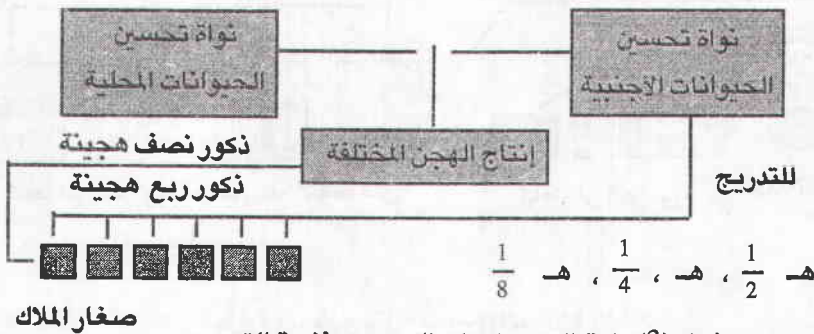 نواة تحسين
الحيوانات الأجنبية
نواة تحسين
الحيوانات المحلية
إنتاج الهجن المختلفة
ذكور نصف هجينة
ذكور ربع هجينة
للتدريج
هـ 1/2 ، هـ 1/4 ، هـ 1/8
صغار الملاك